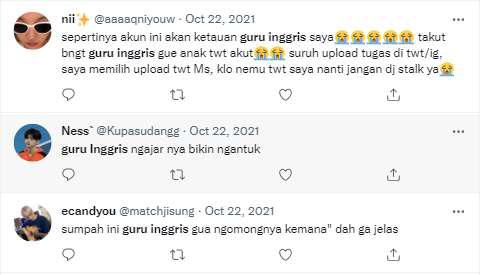 nii✨ @aaaaqniyouw · Oct 22, 2021
sepertinya akun ini akan ketauan guru inggris saya😭😭😭😭😭 takut
bngt guru inggris gue anak twt akut😭😭 suruh upload tugas di twt/ig,
saya memilih upload twt Ms, klo nemu twt saya nanti jangan dj stalk ya😭
Ness` @Kupasudangg · Oct 22, 2021
guru Inggris ngajar nya bikin ngantuk
ecandyou @matchjisung · Oct 22, 2021
sumpah ini guru inggris gua ngomongnya kemana" dah ga jelas